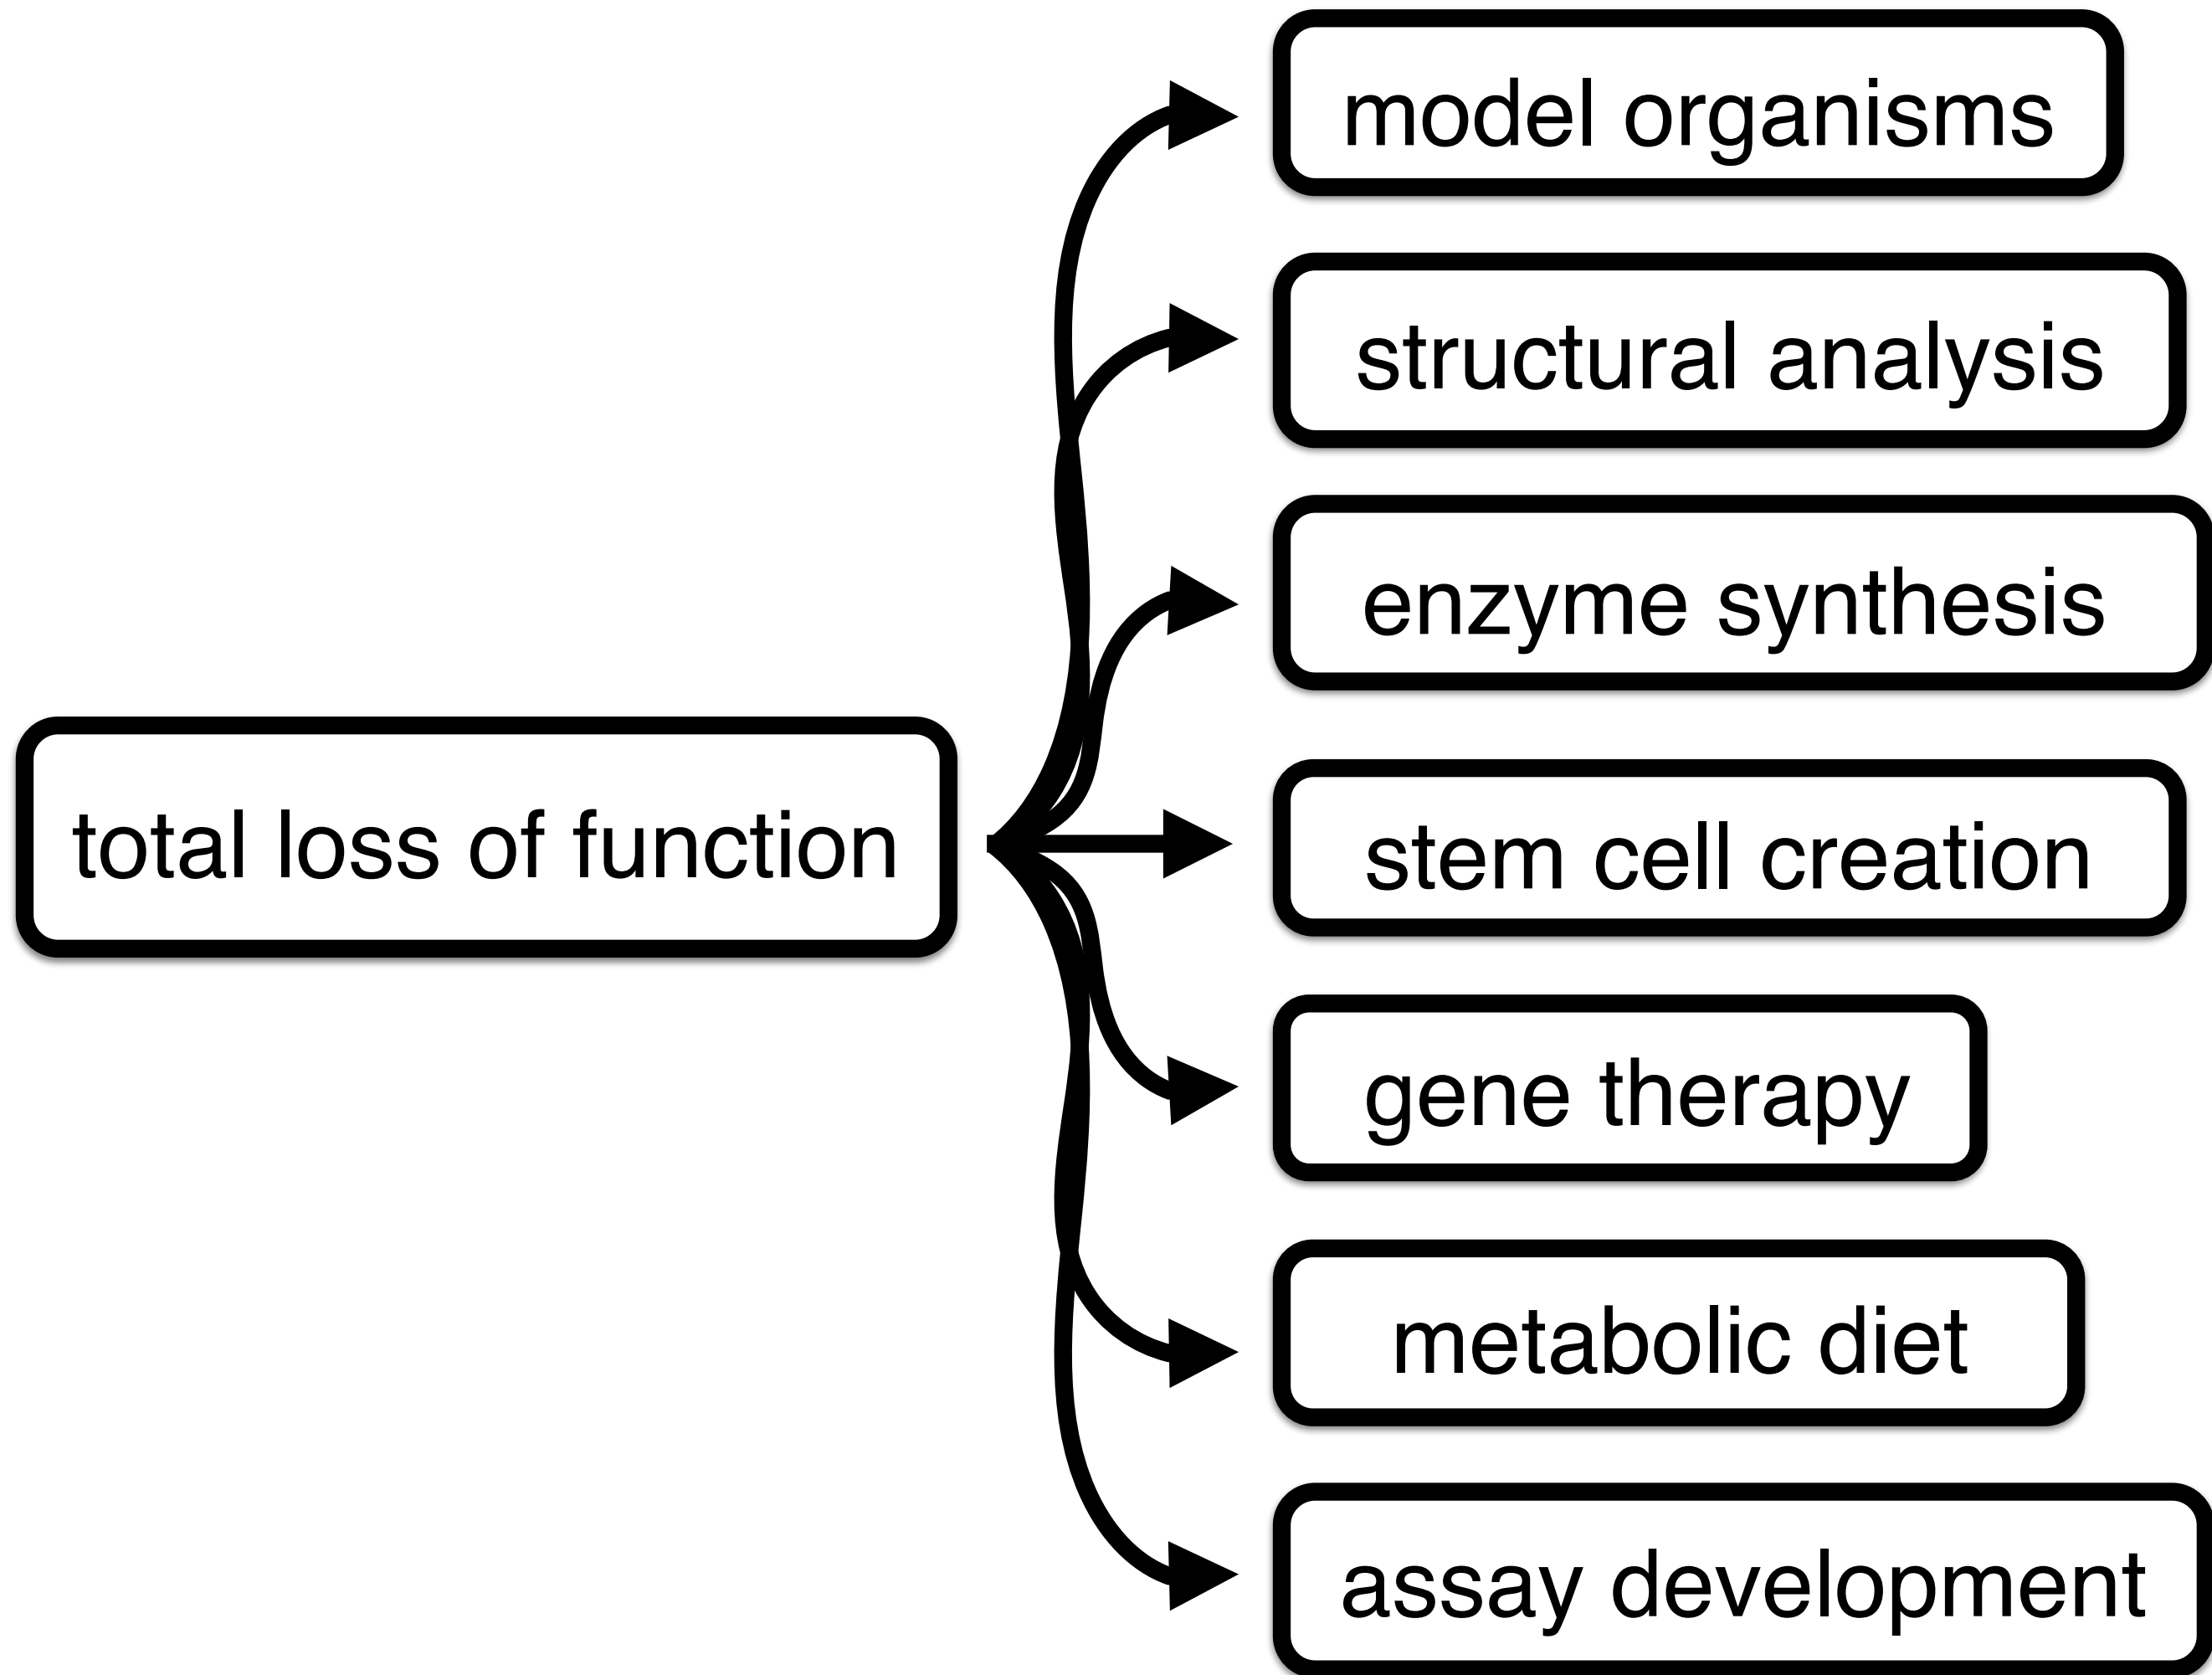 total loss of function
model organisms
structural analysis
enzyme synthesis
stem cell creation
gene therapy
metabolic diet
assay development